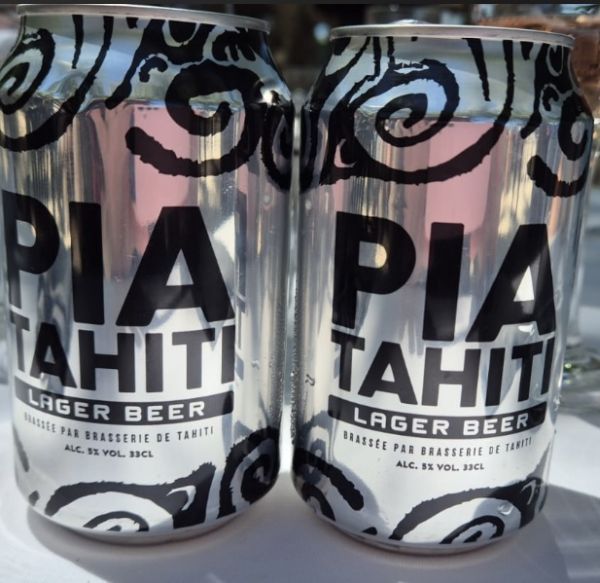 PIA
TAHITI
LAGER BEER
BRASSÉE PAR BRASSERIE DE TAHITI
ALC. 5% VOL. 33CL
PIA
TAHITI
LAGER BEER
BRASSÉE PAR BRASSERIE DE TAHITI
ALC. 5% VOL. 33CL